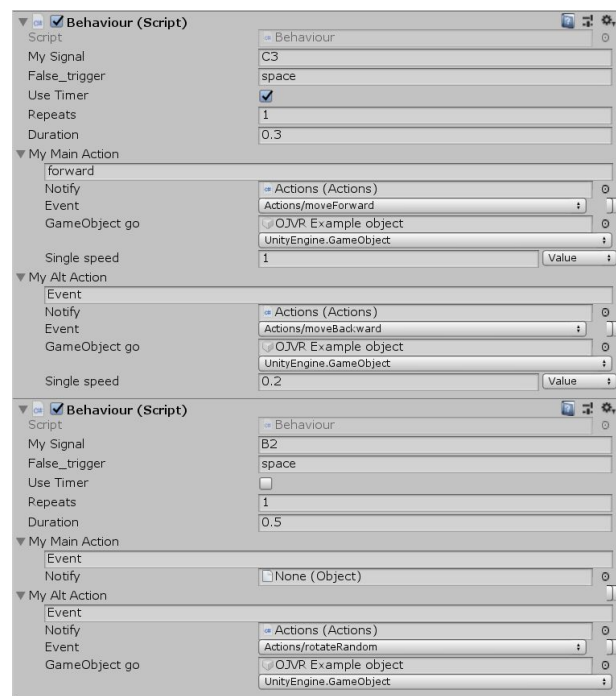 Behaviour (Script)
Script Behaviour
My Signal C3
False_trigger space
Use Timer
Repeats 1
Duration 0.3
My Main Action
forward
Notify Actions (Actions)
Event Actions/moveForward
GameObject go OJVR Example object
UnityEngine.GameObject
Single speed 1 Value
My Alt Action
Event
Notify Actions (Actions)
Event Actions/moveBackward
GameObject go OJVR Example object
UnityEngine.GameObject
Single speed 0.2 Value
Behaviour (Script)
Script Behaviour
My Signal B2
False_trigger space
Use Timer
Repeats 1
Duration 0.5
My Main Action
Event
Notify None (Object)
My Alt Action
Event
Notify Actions (Actions)
Event Actions/rotateRandom
GameObject go OJVR Example object
UnityEngine.GameObject